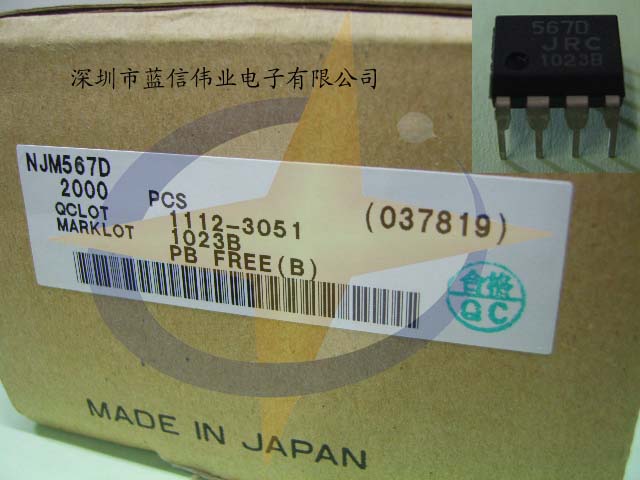 567D
JRC
1023B
深圳市蓝信伟业电子有限公司
NJM567D
2000 PCS
QCLOT 1112-3051 (037819)
MARKLOT 1023B
PB FREE(B)
合格
QC
MADE IN JAPAN